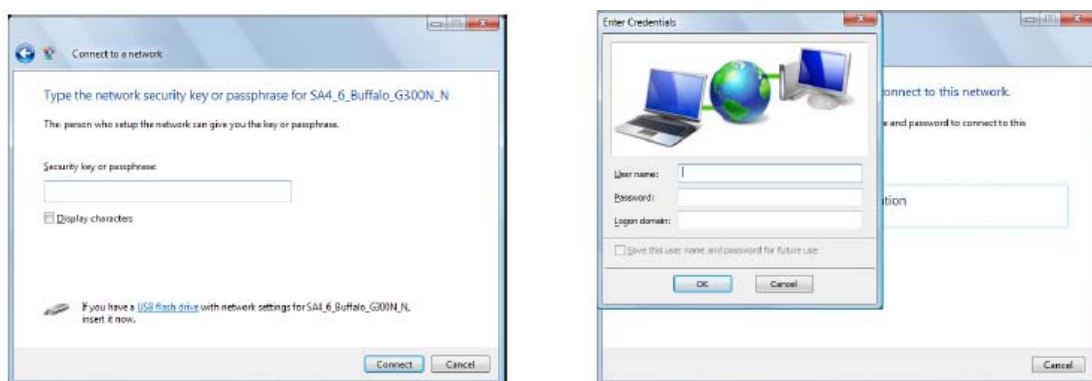 Connect to a network
Type the network security key or passphrase for SA4_6_Buffalo_G300N_N
The person who setup the network can give you the key or passphrase.
Security key or passphrase:
Display characters
If you have a USB flash drive with network settings for SA4_6_Buffalo_G300N_N,
insert it now.
Connect
Cancel
Enter Credentials
onnect to this network.
e and password to connect to this
User name:
Password:
tion
Logon domain:
Save this user name and password for future use
OK
Cancel
Cancel